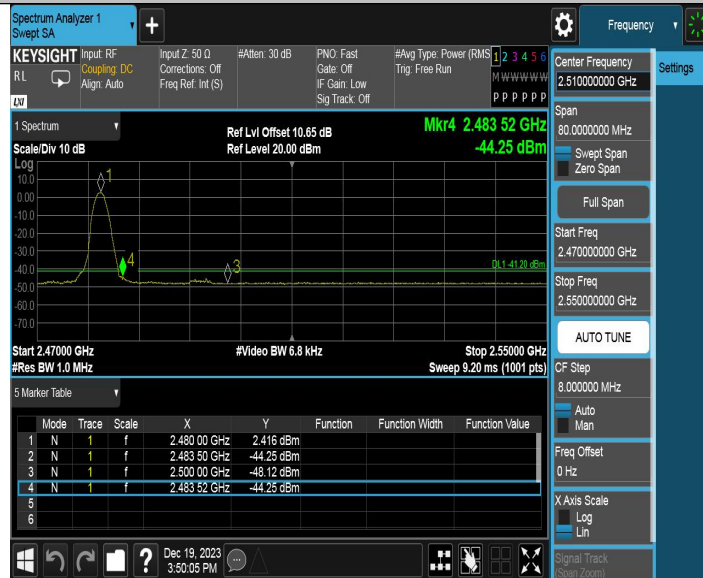 Spectrum Analyzer 1
Swept SA
Frequency
KEYSIGHT
RL
LXI
Input: RF
Coupling: DC
Align: Auto
Input Z: 50 Ω
Corrections: Off
Freq Ref: Int (S)
#Atten: 30 dB
PNO: Fast
Gate: Off
IF Gain: Low
Sig Track: Off
#Avg Type: Power (RMS
Trig: Free Run
1 2 3 4 5 6
M W W W W W
P P P P P P
1 Spectrum
Scale/Div 10 dB
Ref Lvl Offset 10.65 dB
Ref Level 20.00 dBm
Mkr4 2.483 52 GHz
-44.25 dBm
Log
10.0
0.00
-10.0
-20.0
-30.0
-40.0
-50.0
-60.0
-70.0
1
4
3
DL1 -41.20 dBm
Start 2.47000 GHz
#Res BW 1.0 MHz
#Video BW 6.8 kHz
Stop 2.55000 GHz
Sweep 9.20 ms (1001 pts)
5 Marker Table
Mode Trace Scale X Y Function Function Width Function Value
1 N 1 f 2.480 00 GHz 2.416 dBm
2 N 1 f 2.483 50 GHz -44.25 dBm
3 N 1 f 2.500 00 GHz -48.12 dBm
4 N 1 f 2.483 52 GHz -44.25 dBm
5
6
Dec 19, 2023
3:50:05 PM
Center Frequency
2.510000000 GHz
Settings
Span
80.0000000 MHz
Swept Span
Zero Span
Full Span
Start Freq
2.470000000 GHz
Stop Freq
2.550000000 GHz
AUTO TUNE
CF Step
8.000000 MHz
Auto
Man
Freq Offset
0 Hz
X Axis Scale
Log
Lin
Signal Track
(Span Zoom)